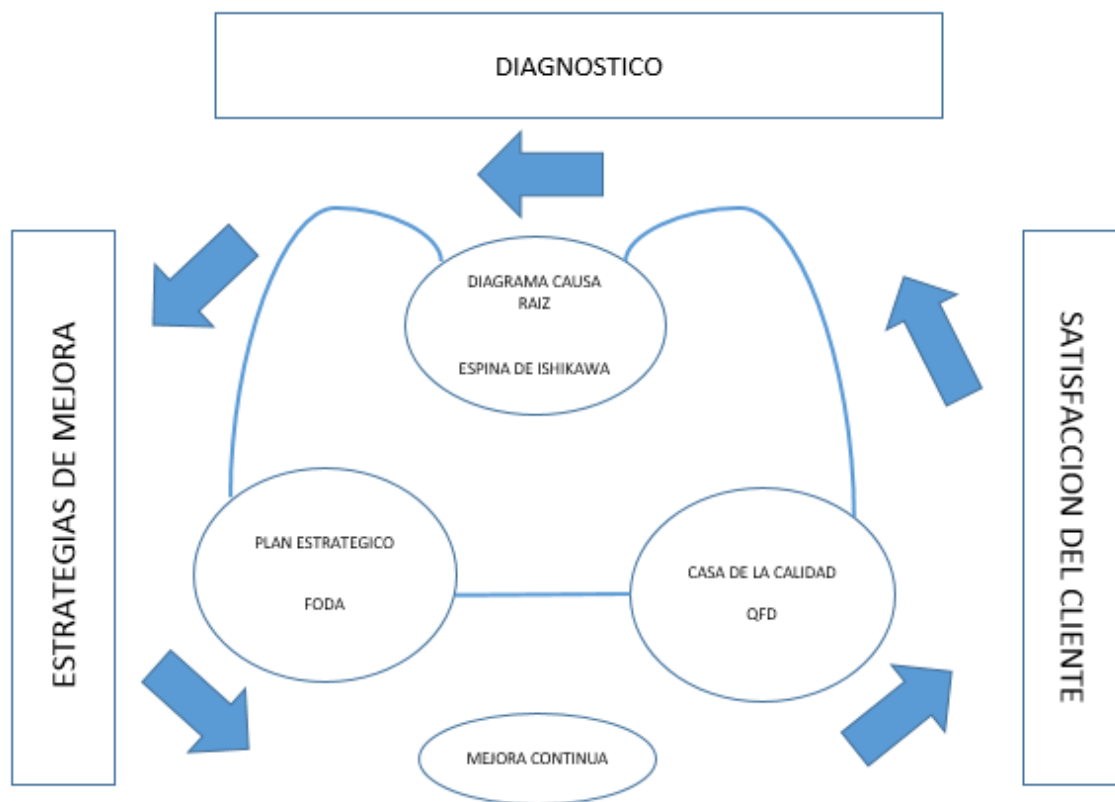 DIAGNOSTICO
DIAGRAMA CAUSA
RAIZ
ESPINA DE ISHIKAWA
ESTRATEGIAS DE MEJORA
SATISFACCION DEL CLIENTE
PLAN ESTRATEGICO
FODA
CASA DE LA CALIDAD
QFD
MEJORA CONTINUA